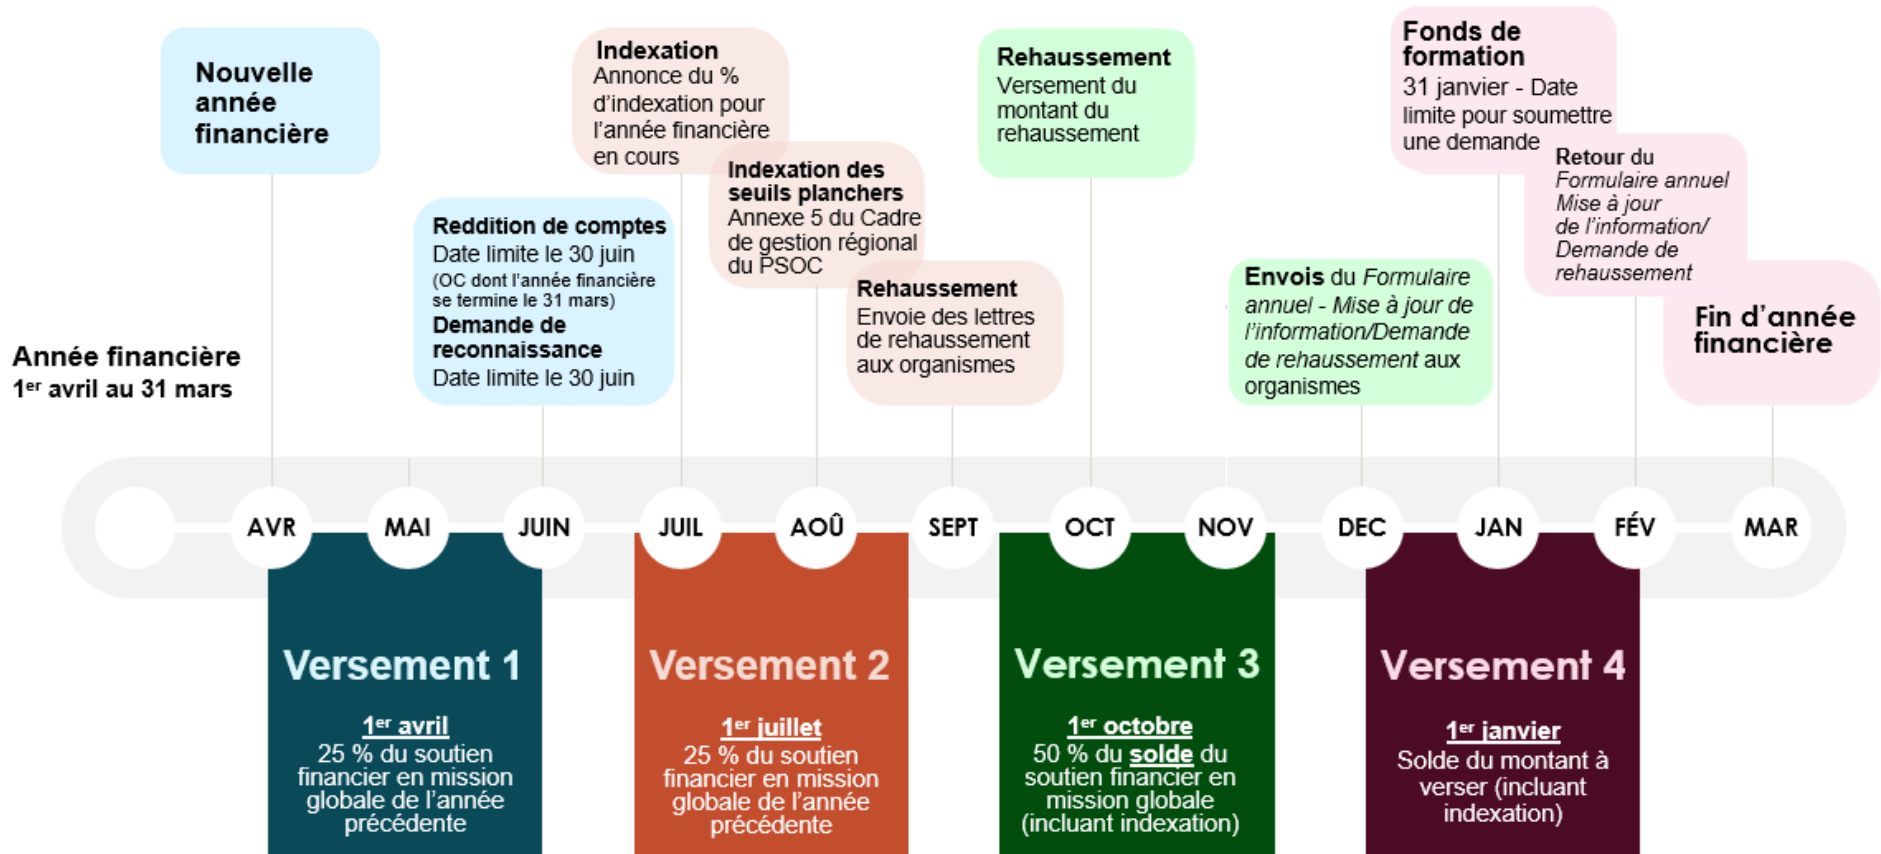 Nouvelle
année
financière
Indexation
Annonce du %
d’indexation pour
l’année financière
en cours
Rehaussement
Versement du
montant du
rehaussement
Fonds de
formation
31 janvier - Date
limite pour soumettre
une demande
Indexation des
seuils planchers
Annexe 5 du Cadre
de gestion régional
du PSOC
Retour du
Formulaire annuel
Mise à jour
de l’information/
Demande de
rehaussement
Reddition de comptes
Date limite le 30 juin
(OC dont l’année financière
se termine le 31 mars)
Demande de
reconnaissance
Date limite le 30 juin
Rehaussement
Envoie des lettres
de rehaussement
aux organismes
Envois du Formulaire
annuel - Mise à jour de
l’information/Demande
de rehaussement aux
organismes
Fin d’année
financière
Année financière
1er avril au 31 mars
AVR
MAI
JUIN
JUIL
AOÛ
SEPT
OCT
NOV
DEC
JAN
FÉV
MAR
Versement 1
1er avril
25 % du soutien
financier en mission
globale de l’année
précédente
Versement 2
1er juillet
25 % du soutien
financier en mission
globale de l’année
précédente
Versement 3
1er octobre
50 % du solde du
soutien financier en
mission globale
(incluant indexation)
Versement 4
1er janvier
Solde du montant à
verser (incluant
indexation)